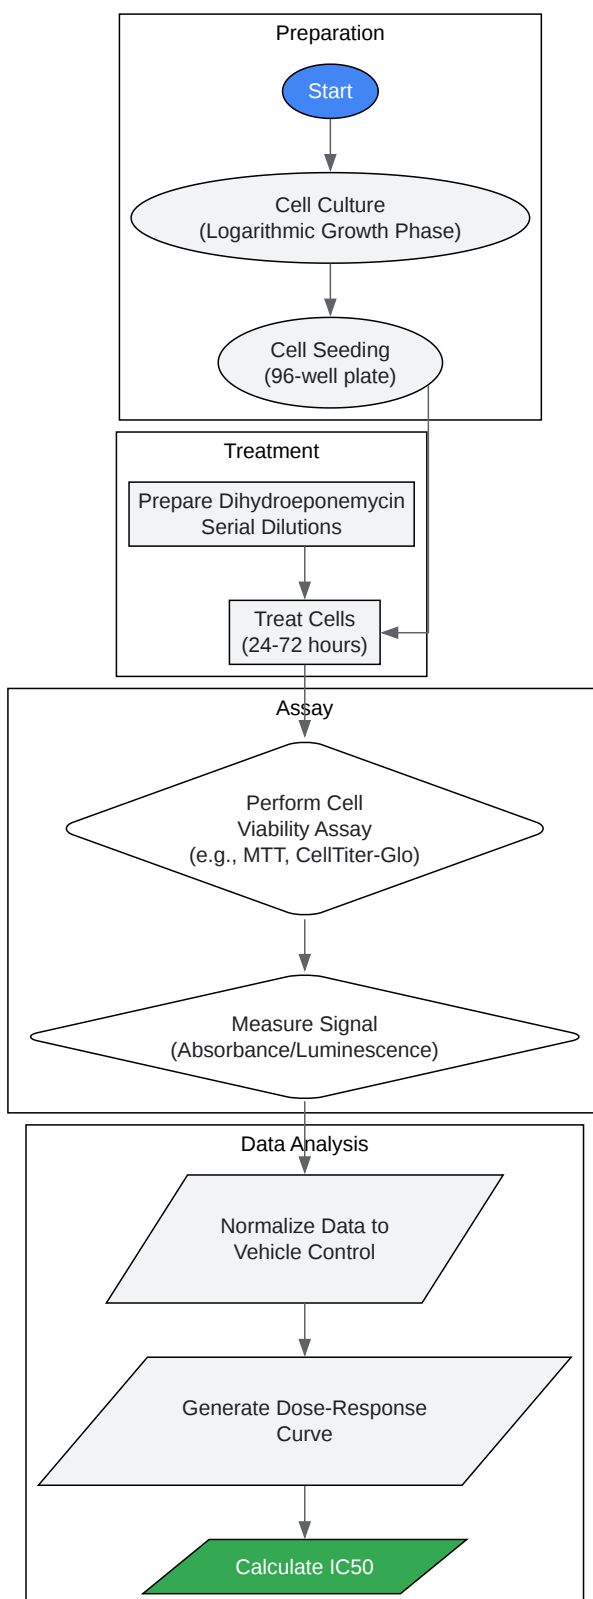 Preparation
Start
Cell Culture
(Logarithmic Growth Phase)
Cell Seeding
(96-well plate)
Treatment
Prepare Dihydroeponemycin
Serial Dilutions
Treat Cells
(24-72 hours)
Assay
Perform Cell
Viability Assay
(e.g., MTT, CellTiter-Glo)
Measure Signal
(Absorbance/Luminescence)
Data Analysis
Normalize Data to
Vehicle Control
Generate Dose-Response
Curve
Calculate IC50